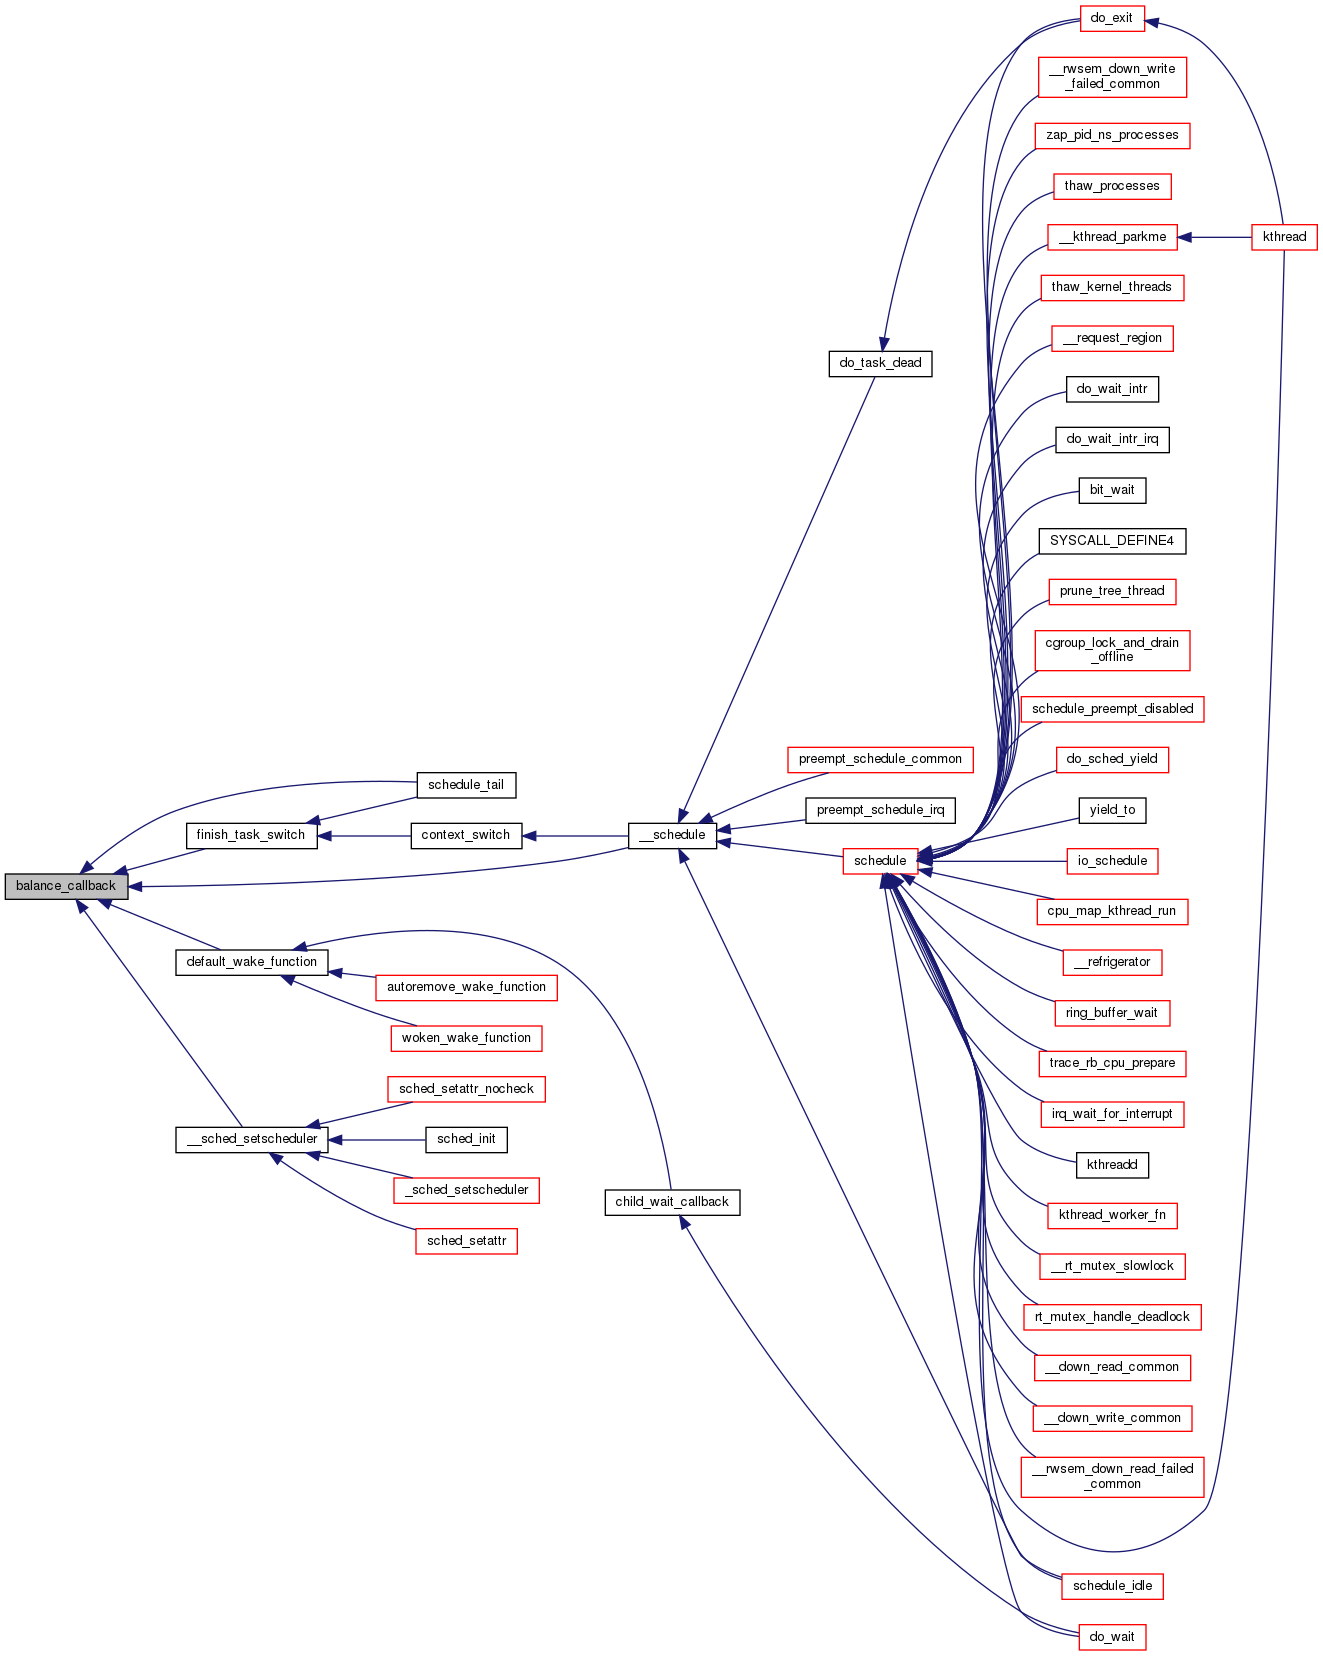 do_exit
__rwsem_down_write
_failed_common
zap_pid_ns_processes
thaw_processes
__kthread_parkme
kthread
thaw_kernel_threads
__request_region
do_task_dead
do_wait_intr
do_wait_intr_irq
bit_wait
SYSCALL_DEFINE4
prune_tree_thread
cgroup_lock_and_drain
_offline
schedule_preempt_disabled
preempt_schedule_common
do_sched_yield
schedule_tail
preempt_schedule_irq
yield_to
finish_task_switch
context_switch
__schedule
schedule
io_schedule
balance_callback
cpu_map_kthread_run
default_wake_function
__refrigerator
autoremove_wake_function
ring_buffer_wait
woken_wake_function
trace_rb_cpu_prepare
sched_setattr_nocheck
irq_wait_for_interrupt
__sched_setscheduler
sched_init
kthreadd
_sched_setscheduler
child_wait_callback
kthread_worker_fn
sched_setattr
__rt_mutex_slowlock
rt_mutex_handle_deadlock
__down_read_common
__down_write_common
__rwsem_down_read_failed
_common
schedule_idle
do_wait